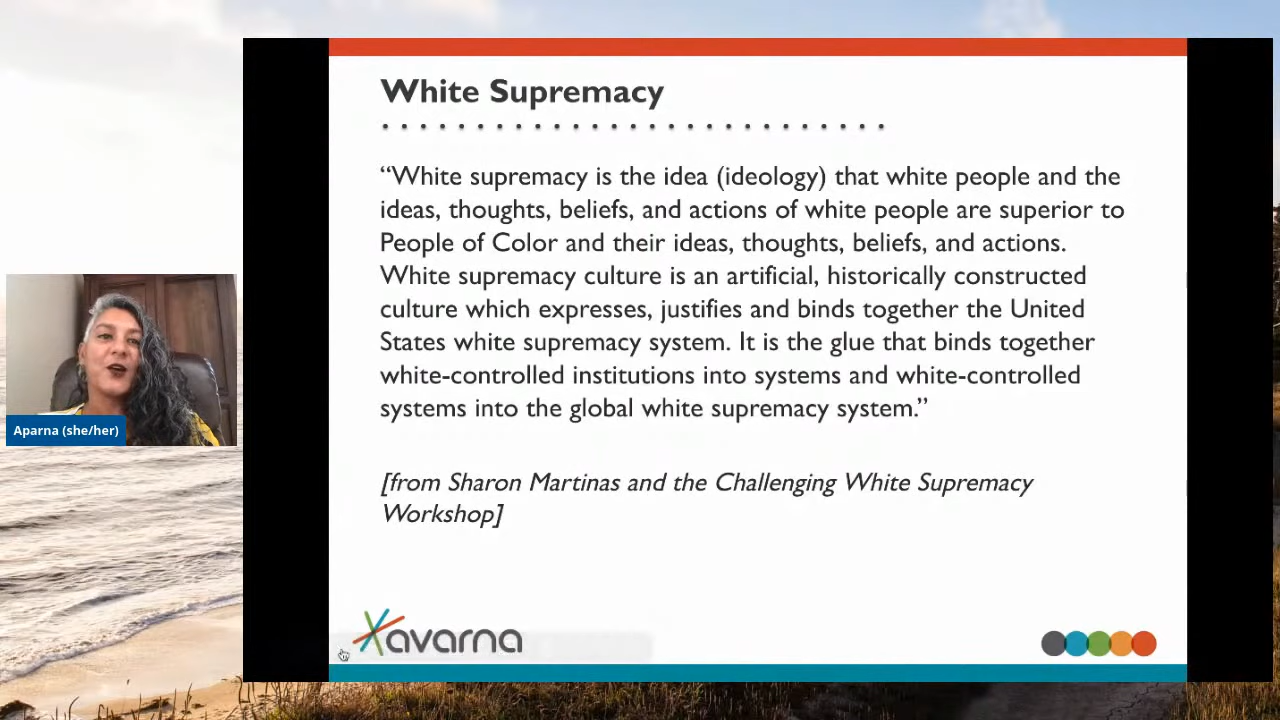 White Supremacy
“White supremacy is the idea (ideology) that white people and the
ideas, thoughts, beliefs, and actions of white people are superior to
People of Color and their ideas, thoughts, beliefs, and actions.
White supremacy culture is an artificial, historically constructed
culture which expresses, justifies and binds together the United
States white supremacy system. It is the glue that binds together
white-controlled institutions into systems and white-controlled
systems into the global white supremacy system.”
[from Sharon Martinas and the Challenging White Supremacy
Workshop]
Aparna (she/her)
avarna